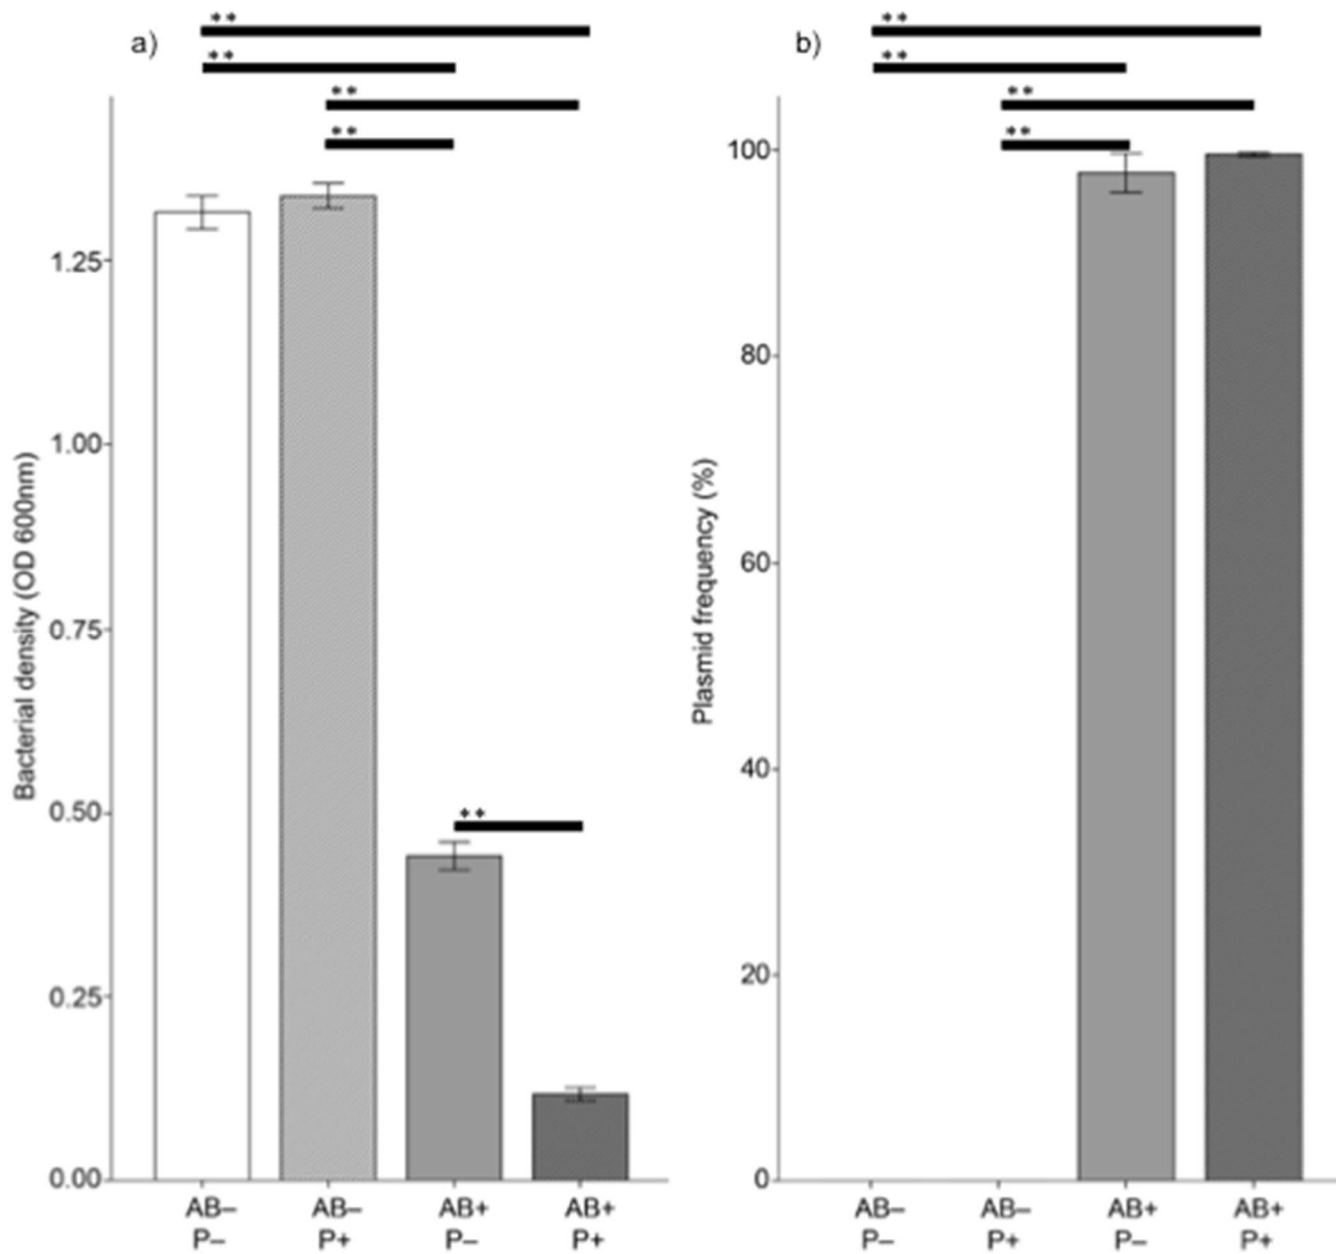 a)
**
**
**
**
**
Bacterial density (OD 600nm)
1.25
1.00
0.75
0.50
0.25
0.00
AB– AB– AB+ AB+
P– P+ P– P+
b)
**
**
**
**
Plasmid frequency (%)
100
80
60
40
20
0
AB– AB– AB+ AB+
P– P+ P– P+